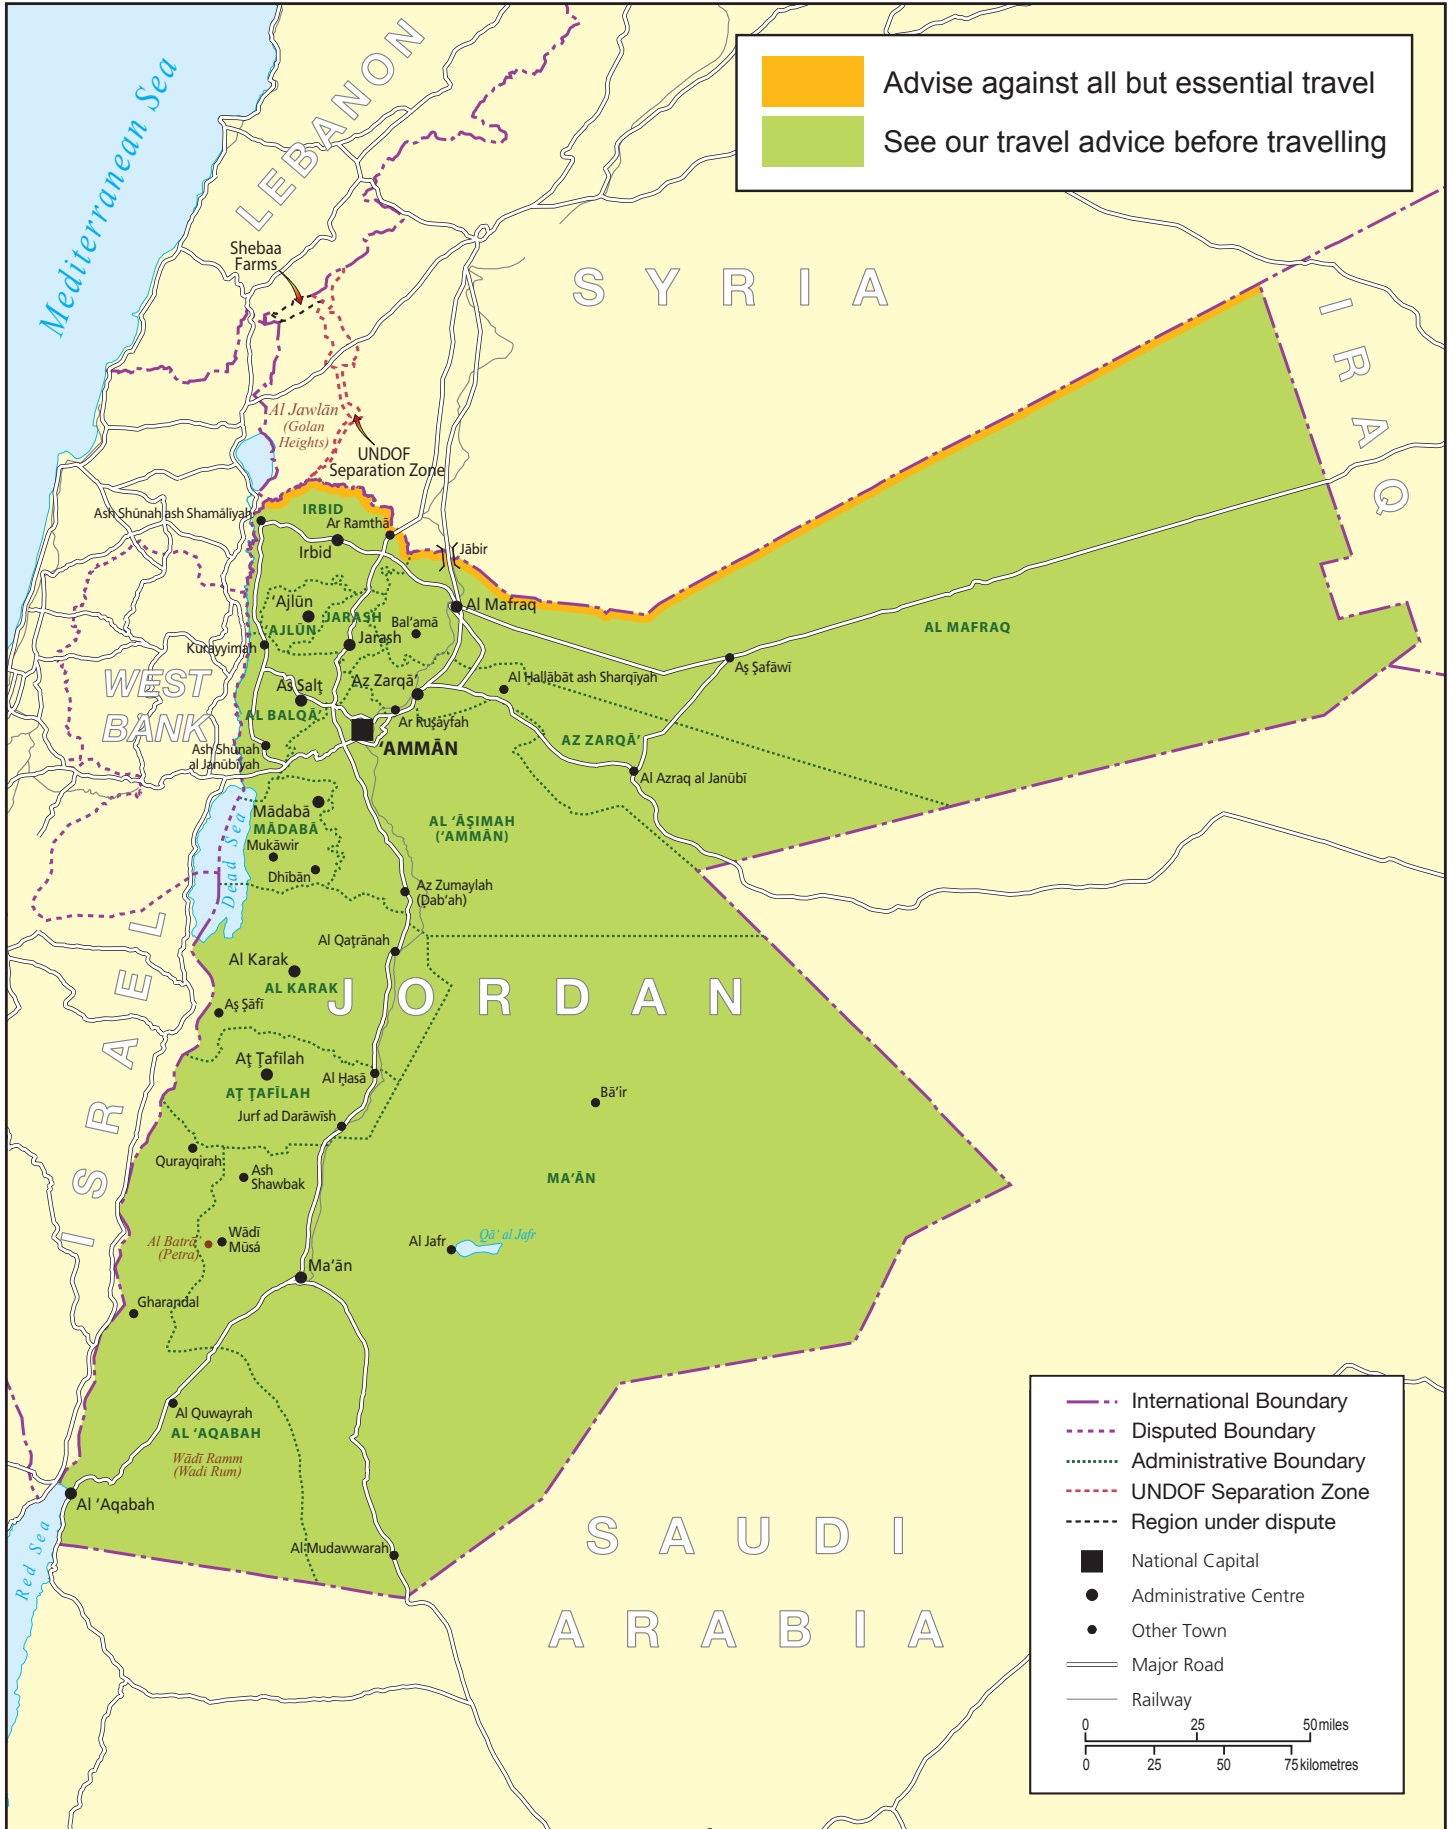 Mediterranean Sea
LEBANON
Advise against all but essential travel
See our travel advice before travelling
Shebaa
Farms
SYRIA
IRAQ
Al Jawlān
(Golan
Heights)
UNDOF
Separation Zone
Ash Shūnah ash Shamālīyah
IRBID
Ar Ramthā
Irbid
Jābir
Ajlūn
JARASH
Al Mafraq
Bal‘amā
‘AJLŪN
Jarash
AL MAFRAQ
Kurayyimah
WEST
BANK
As Salţ
Az Zarqā’
Al Ḩallābāt ash Sharqīyah
Aş Şafāwī
AL BALQĀ’
Ar Ruşayfah
‘AMMĀN
AZ ZARQĀ’
Ash Shūnah
al Janūbīyah
Al Azraq al Janūbī
Mādabā
MĀDABĀ
AL ‘ĀŞIMAH
(‘AMMĀN)
Mukāwir
Dhībān
Dead Sea
Az Zumaylah
(Dab‘ah)
ISRAEL
Al Qaţrānah
Al Karak
AL KARAK
JORDAN
Aş Şāfī
Aţ Ţafīlah
AŢ ŢAFĪLAH
Al Ḩasā
Bā’ir
Jurf ad Darāwīsh
Qurayqirah
Ash
Shawbak
MA‘ĀN
Al Batrā’
(Petra)
Wādī
Mūsá
Al Jafr
Qā‘ al Jafr
Ma‘ān
Gharandal
Al Quwayrah
AL ‘AQABAH
Wādī Ramm
(Wadi Rum)
Al ‘Aqabah
Red Sea
Al Mudawwarah
SAUDI
ARABIA
International Boundary
Disputed Boundary
Administrative Boundary
UNDOF Separation Zone
Region under dispute
National Capital
Administrative Centre
Other Town
Major Road
Railway
0 25 50 miles
0 25 50 75 kilometres